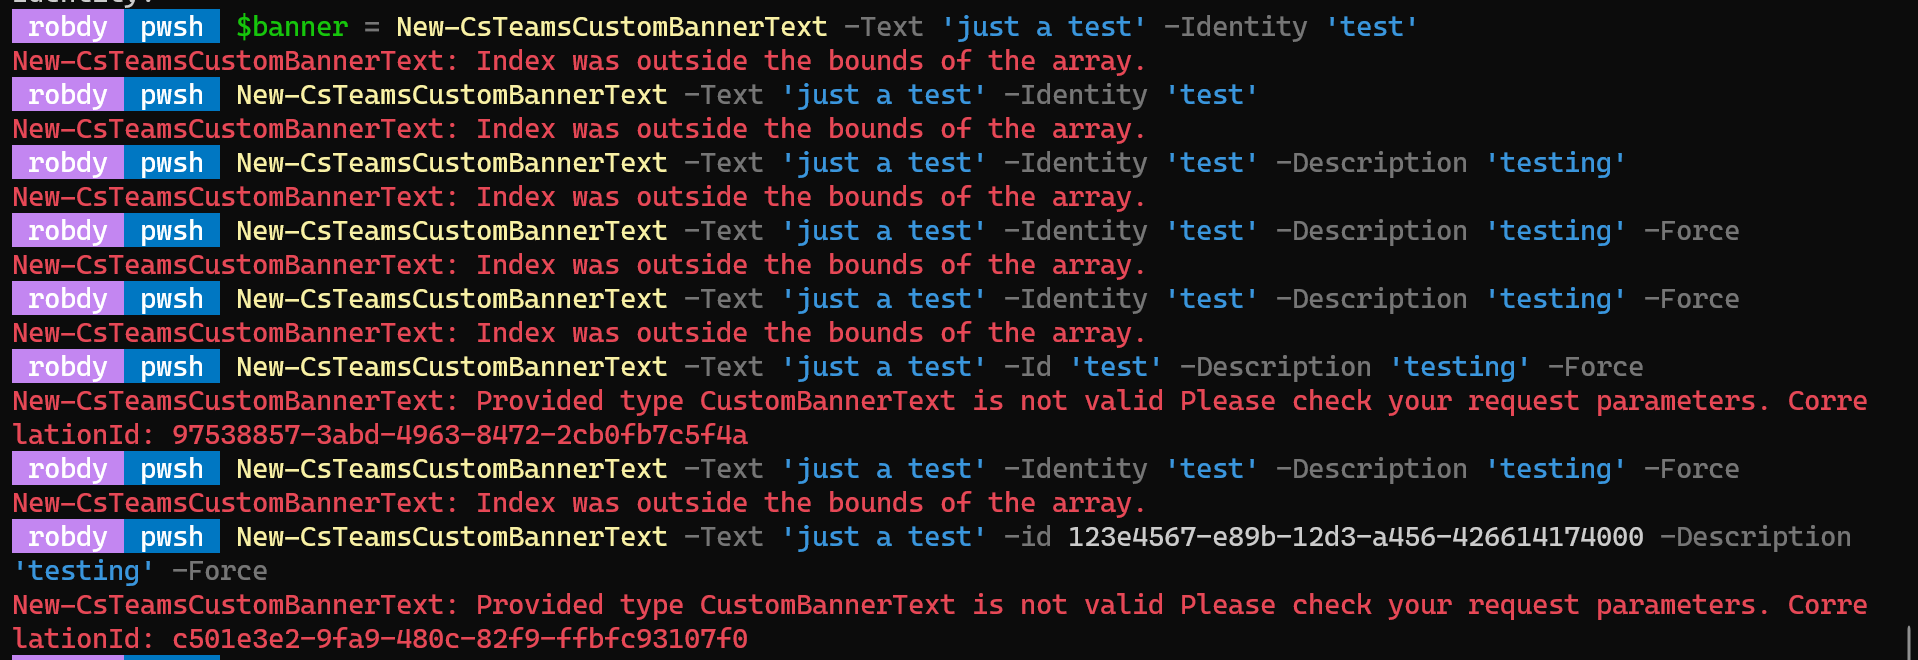 Identity:
robdy pwsh $banner = New-CsTeamsCustomBannerText -Text 'just a test' -Identity 'test'
New-CsTeamsCustomBannerText: Index was outside the bounds of the array.
robdy pwsh New-CsTeamsCustomBannerText -Text 'just a test' -Identity 'test'
New-CsTeamsCustomBannerText: Index was outside the bounds of the array.
robdy pwsh New-CsTeamsCustomBannerText -Text 'just a test' -Identity 'test' -Description 'testing'
New-CsTeamsCustomBannerText: Index was outside the bounds of the array.
robdy pwsh New-CsTeamsCustomBannerText -Text 'just a test' -Identity 'test' -Description 'testing' -Force
New-CsTeamsCustomBannerText: Index was outside the bounds of the array.
robdy pwsh New-CsTeamsCustomBannerText -Text 'just a test' -Identity 'test' -Description 'testing' -Force
New-CsTeamsCustomBannerText: Index was outside the bounds of the array.
robdy pwsh New-CsTeamsCustomBannerText -Text 'just a test' -Id 'test' -Description 'testing' -Force
New-CsTeamsCustomBannerText: Provided type CustomBannerText is not valid Please check your request parameters. Corre
lationId: 97538857-3abd-4963-8472-2cb0fb7c5f4a
robdy pwsh New-CsTeamsCustomBannerText -Text 'just a test' -Identity 'test' -Description 'testing' -Force
New-CsTeamsCustomBannerText: Index was outside the bounds of the array.
robdy pwsh New-CsTeamsCustomBannerText -Text 'just a test' -id 123e4567-e89b-12d3-a456-426614174000 -Description
'testing' -Force
New-CsTeamsCustomBannerText: Provided type CustomBannerText is not valid Please check your request parameters. Corre
lationId: c501e3e2-9fa9-480c-82f9-ffbfc93107f0